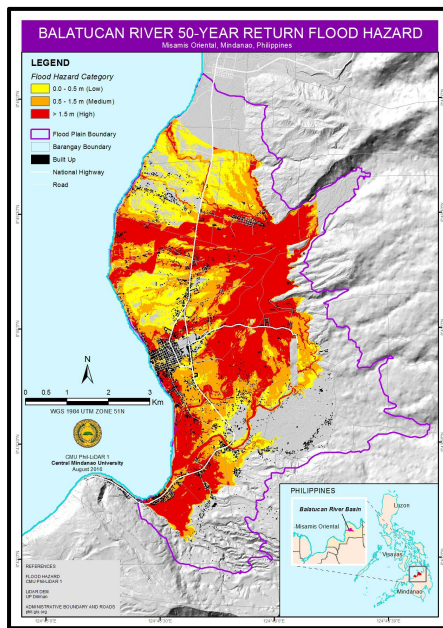 BALATUCAN RIVER 50-YEAR RETURN FLOOD HAZARD
Misamis Oriental, Mindanao, Philippines
LEGEND
Flood Hazard Category
0.0 - 0.5 m (Low)
0.5 - 1.5 m (Medium)
> 1.5 m (High)
Flood Plain Boundary
Barangay Boundary
Built Up
National Highway
Road
N
0 0.5 1 2 3
Km
WGS 1984 UTM ZONE 51N
CMU Phil-LiDAR 1
Central Mindanao University
August 2016
REFERENCES
FLOOD HAZARD
CMU Phil-LiDAR 1
LIDAR DEM
UP Diliman
ADMINISTRATIVE BOUNDARY AND ROADS
PHILIPPINES
Balatucan River Basin
Misamis Oriental
Luzon
Visayas
Mindanao